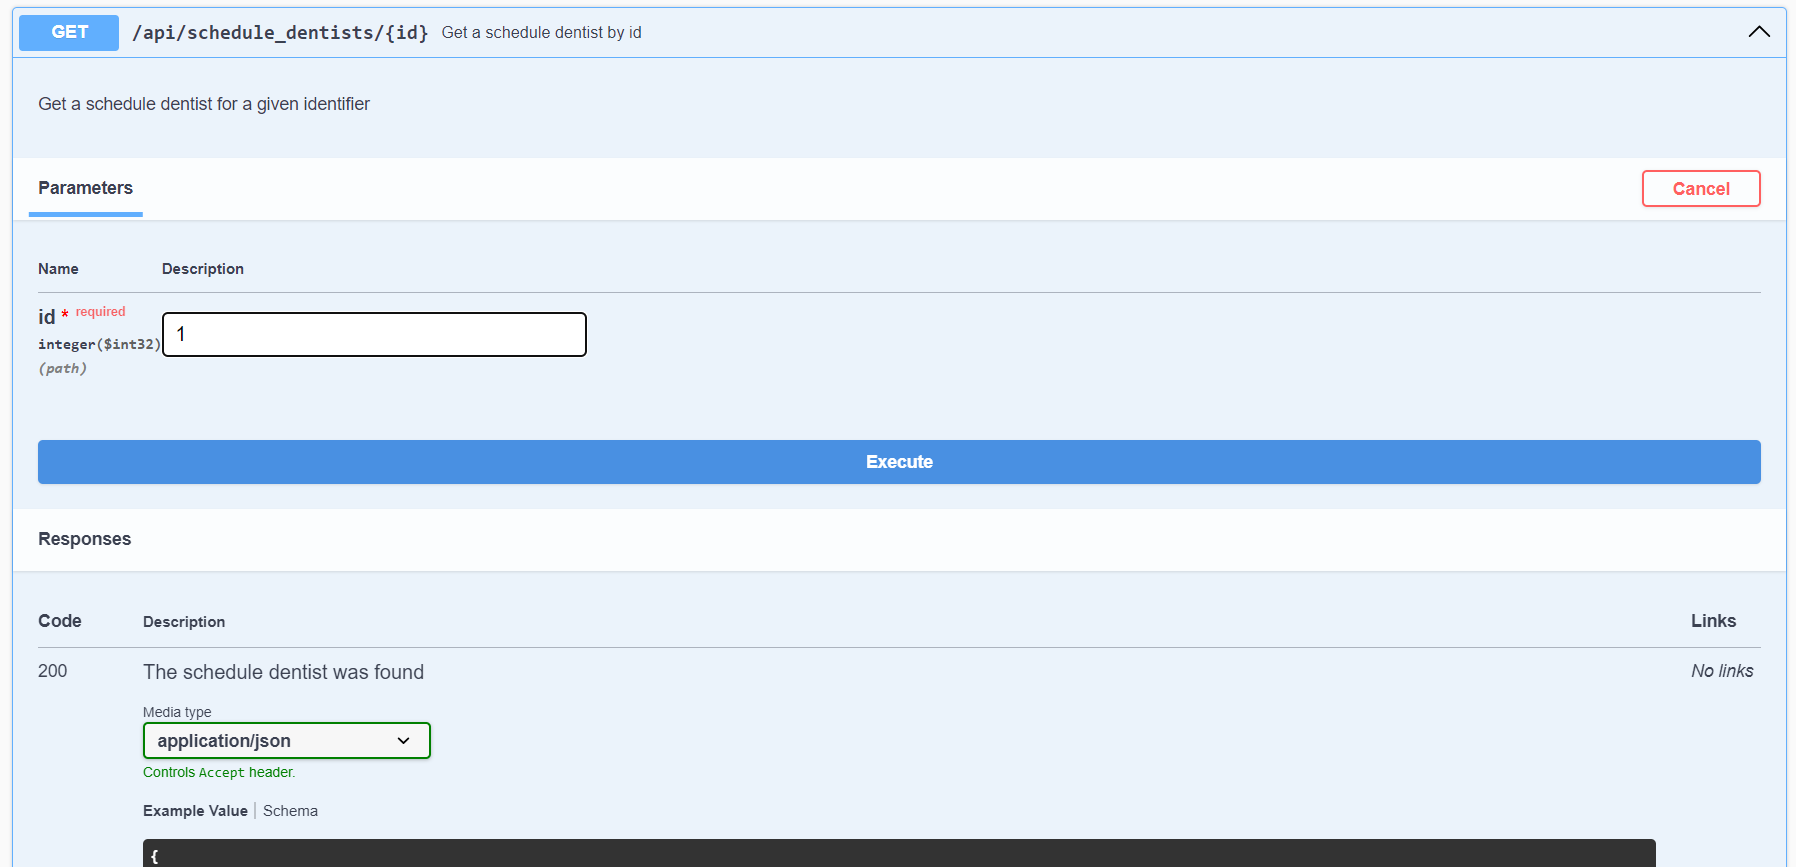 GET /api/schedule_dentists/{id} Get a schedule dentist by id
Get a schedule dentist for a given identifier
Parameters Cancel
Name Description
id * required
integer($int32)
(path)
1
Execute
Responses
Code Description Links
200 The schedule dentist was found No links
Media type
application/json
Controls Accept header.
Example Value | Schema
{